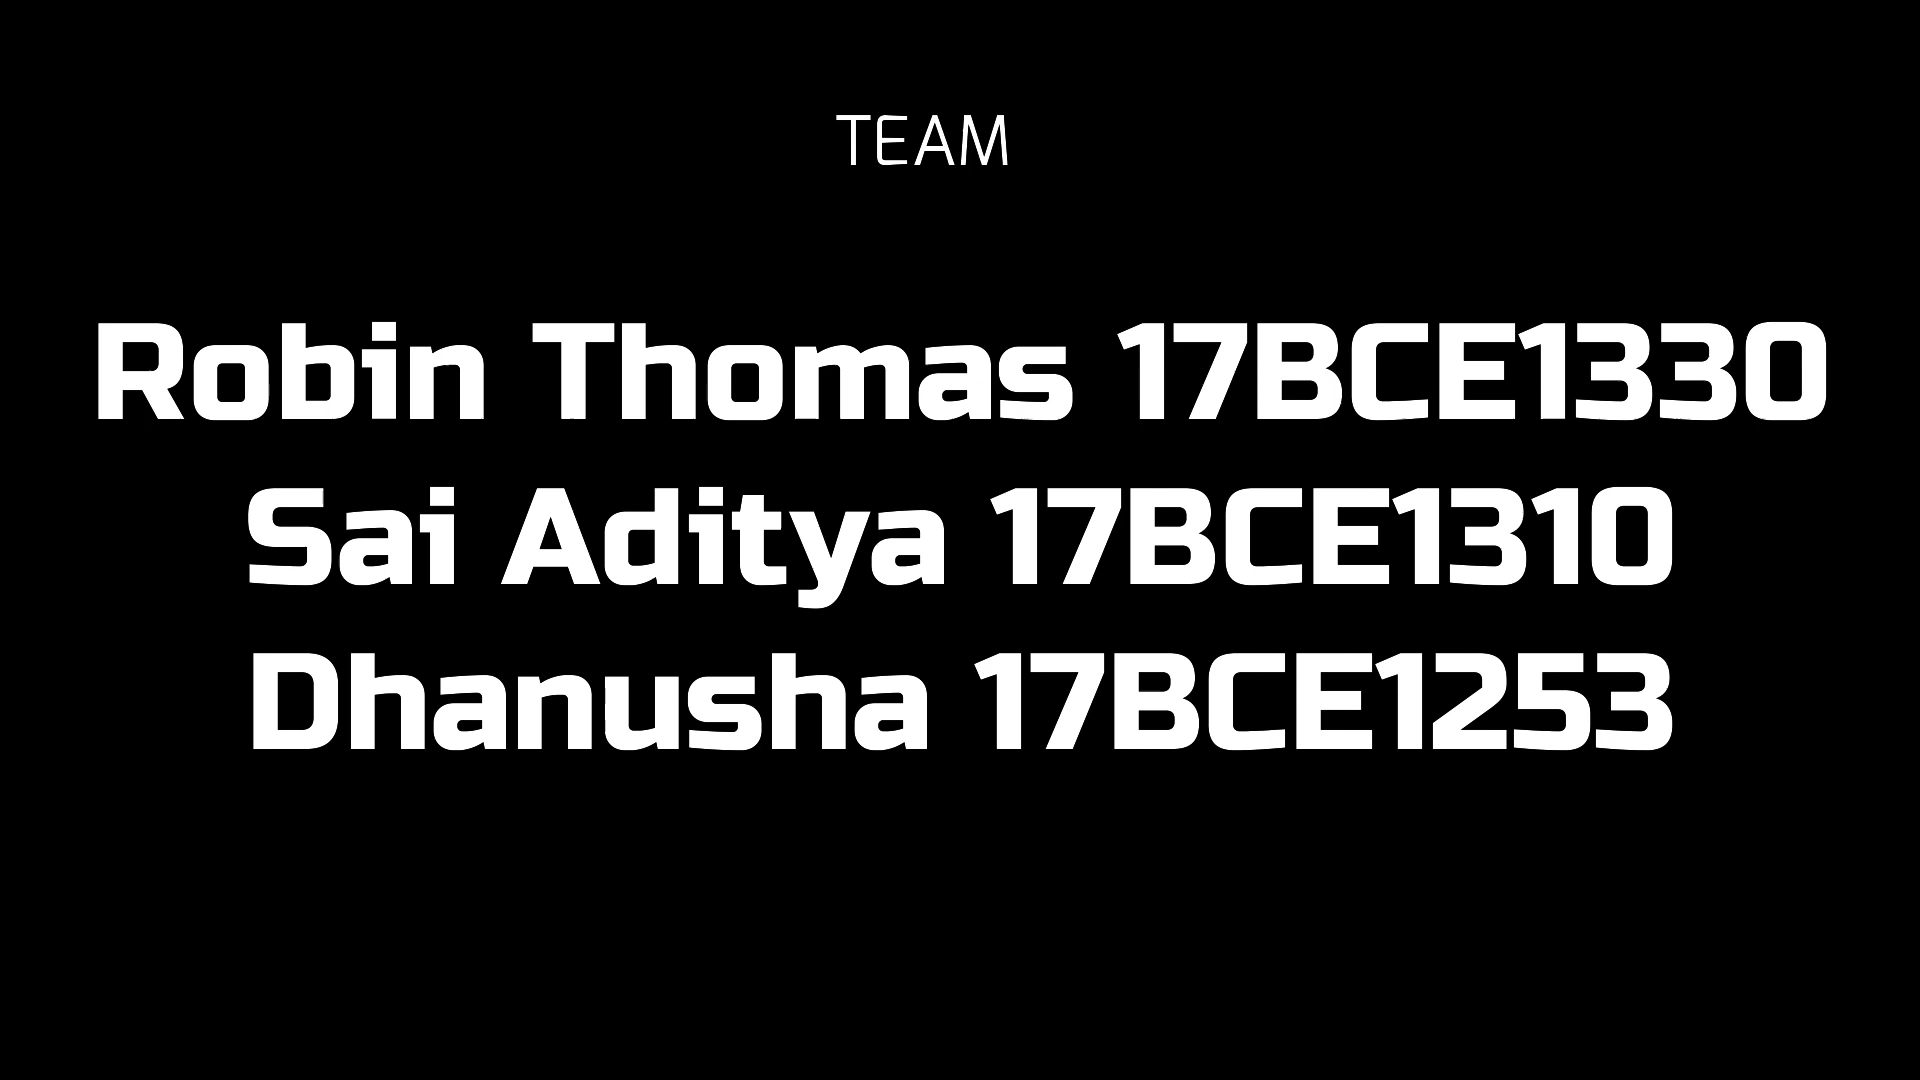 TEAM
Robin Thomas 17BCE1330
Sai Aditya 17BCE1310
Dhanusha 17BCE1253